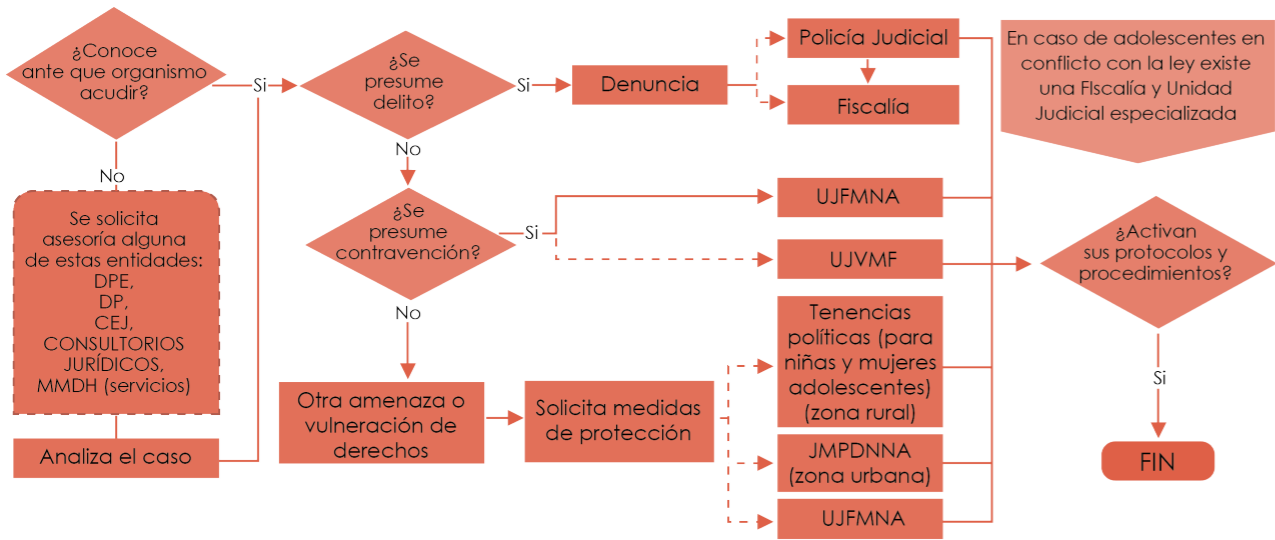 ¿Conoce
ante que organismo
acudir?
Si
No
Se solicita
asesoría alguna
de estas entidades:
DPE,
DP,
CEJ,
CONSULTORIOS
JURÍDICOS,
MMDH (servicios)
Analiza el caso
¿Se
presume
delito?
Si
No
Denuncia
Policía Judicial
Fiscalía
¿Se
presume
contravención?
Si
No
UJFMNA
UJVMF
Otra amenaza o
vulneración de
derechos
Solicita medidas
de protección
Tenencias
políticas (para
niñas y mujeres
adolescentes)
(zona rural)
JMPDNNA
(zona urbana)
UJFMNA
En caso de adolescentes en
conflicto con la ley existe
una FIscalía y Unidad
Judicial especializada
¿Activan
sus protocolos y
procedimientos?
Si
FIN